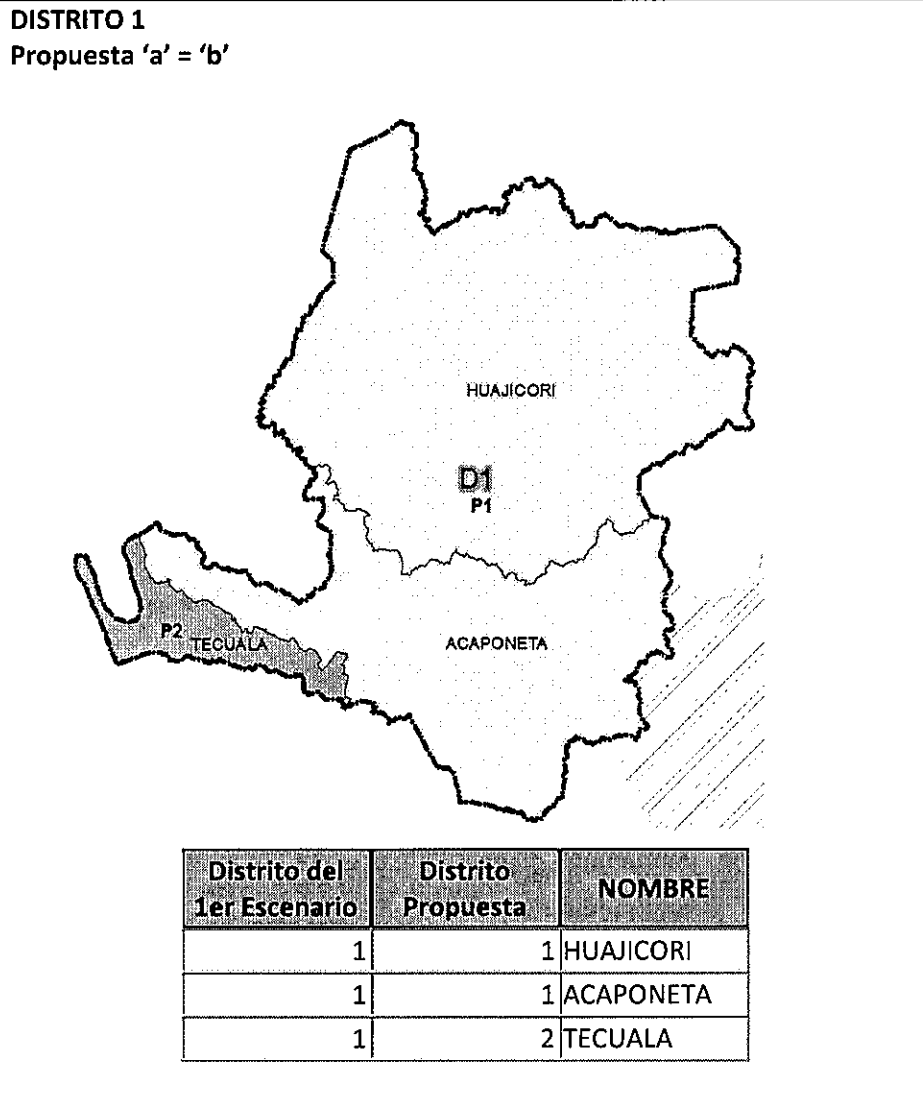 DISTRITO 1
Propuesta ‘a’ = ‘b’
HUAJICORI
D1
P1
P2
TECUALA
ACAPONETA
Distrito del 1er Escenario Distrito Propuesta NOMBRE
1 1 HUAJICORI
1 1 ACAPONETA
1 2 TECUALA